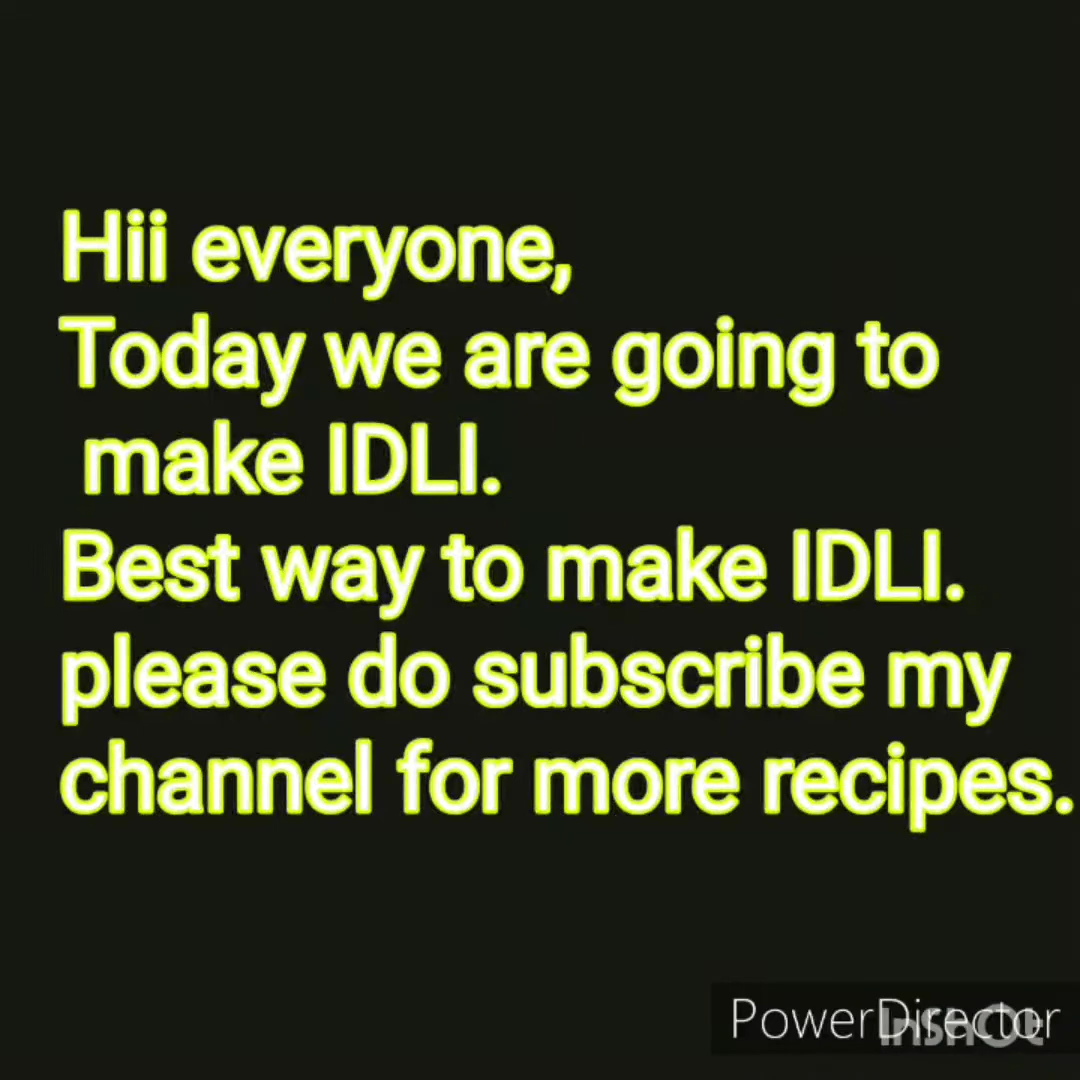 Hii everyone,
Today we are going to
make IDLI.
Best way to make IDLI.
please do subscribe my
channel for more recipes.
PowerDirector
InShOt